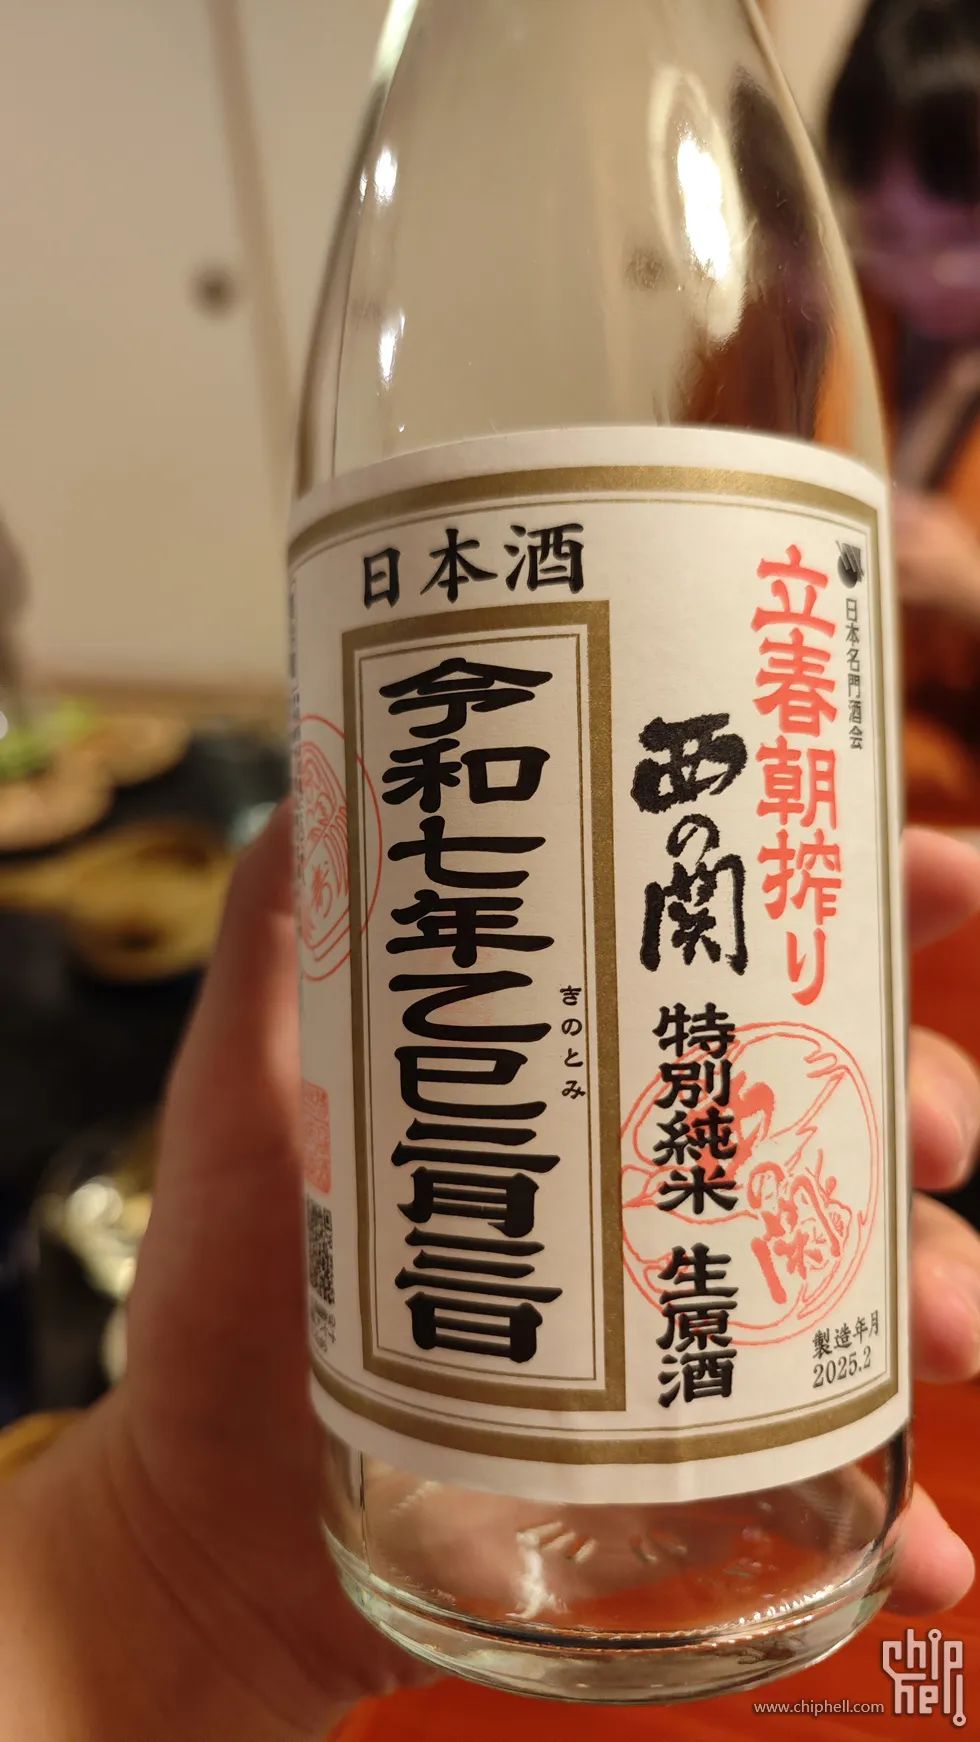 日本酒
立春朝搾り
日本名門酒会
西の関
特別純米 生原酒
令和七年乙巳二月三日
きのとみ
製造年月
2025.2
chip
hell
www.chiphell.com